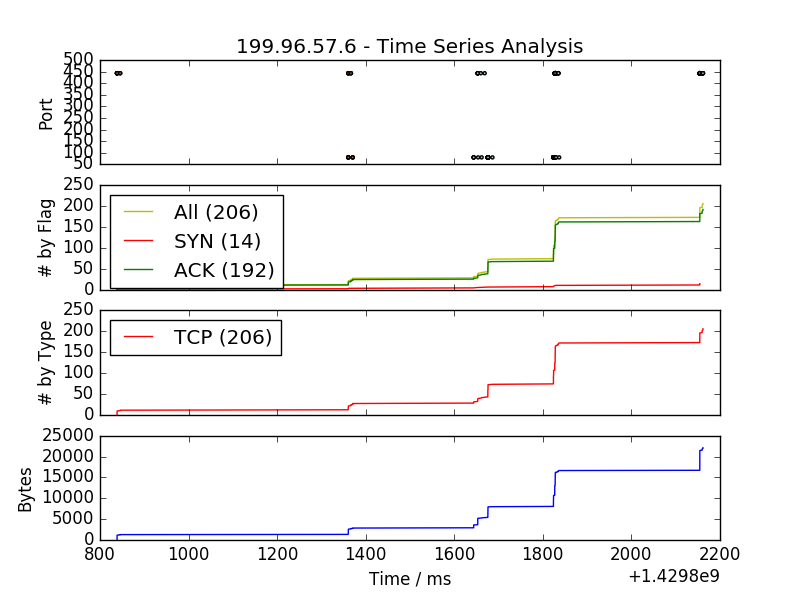 199.96.57.6 - Time Series Analysis
500
450
400
350
300
250
200
150
100
50
Port
250
200
150
100
50
0
# by Flag
All (206)
SYN (14)
ACK (192)
250
200
150
100
50
0
# by Type
TCP (206)
25000
20000
15000
10000
5000
0
Bytes
800 1000 1200 1400 1600 1800 2000 2200
Time / ms
+1.4298e9